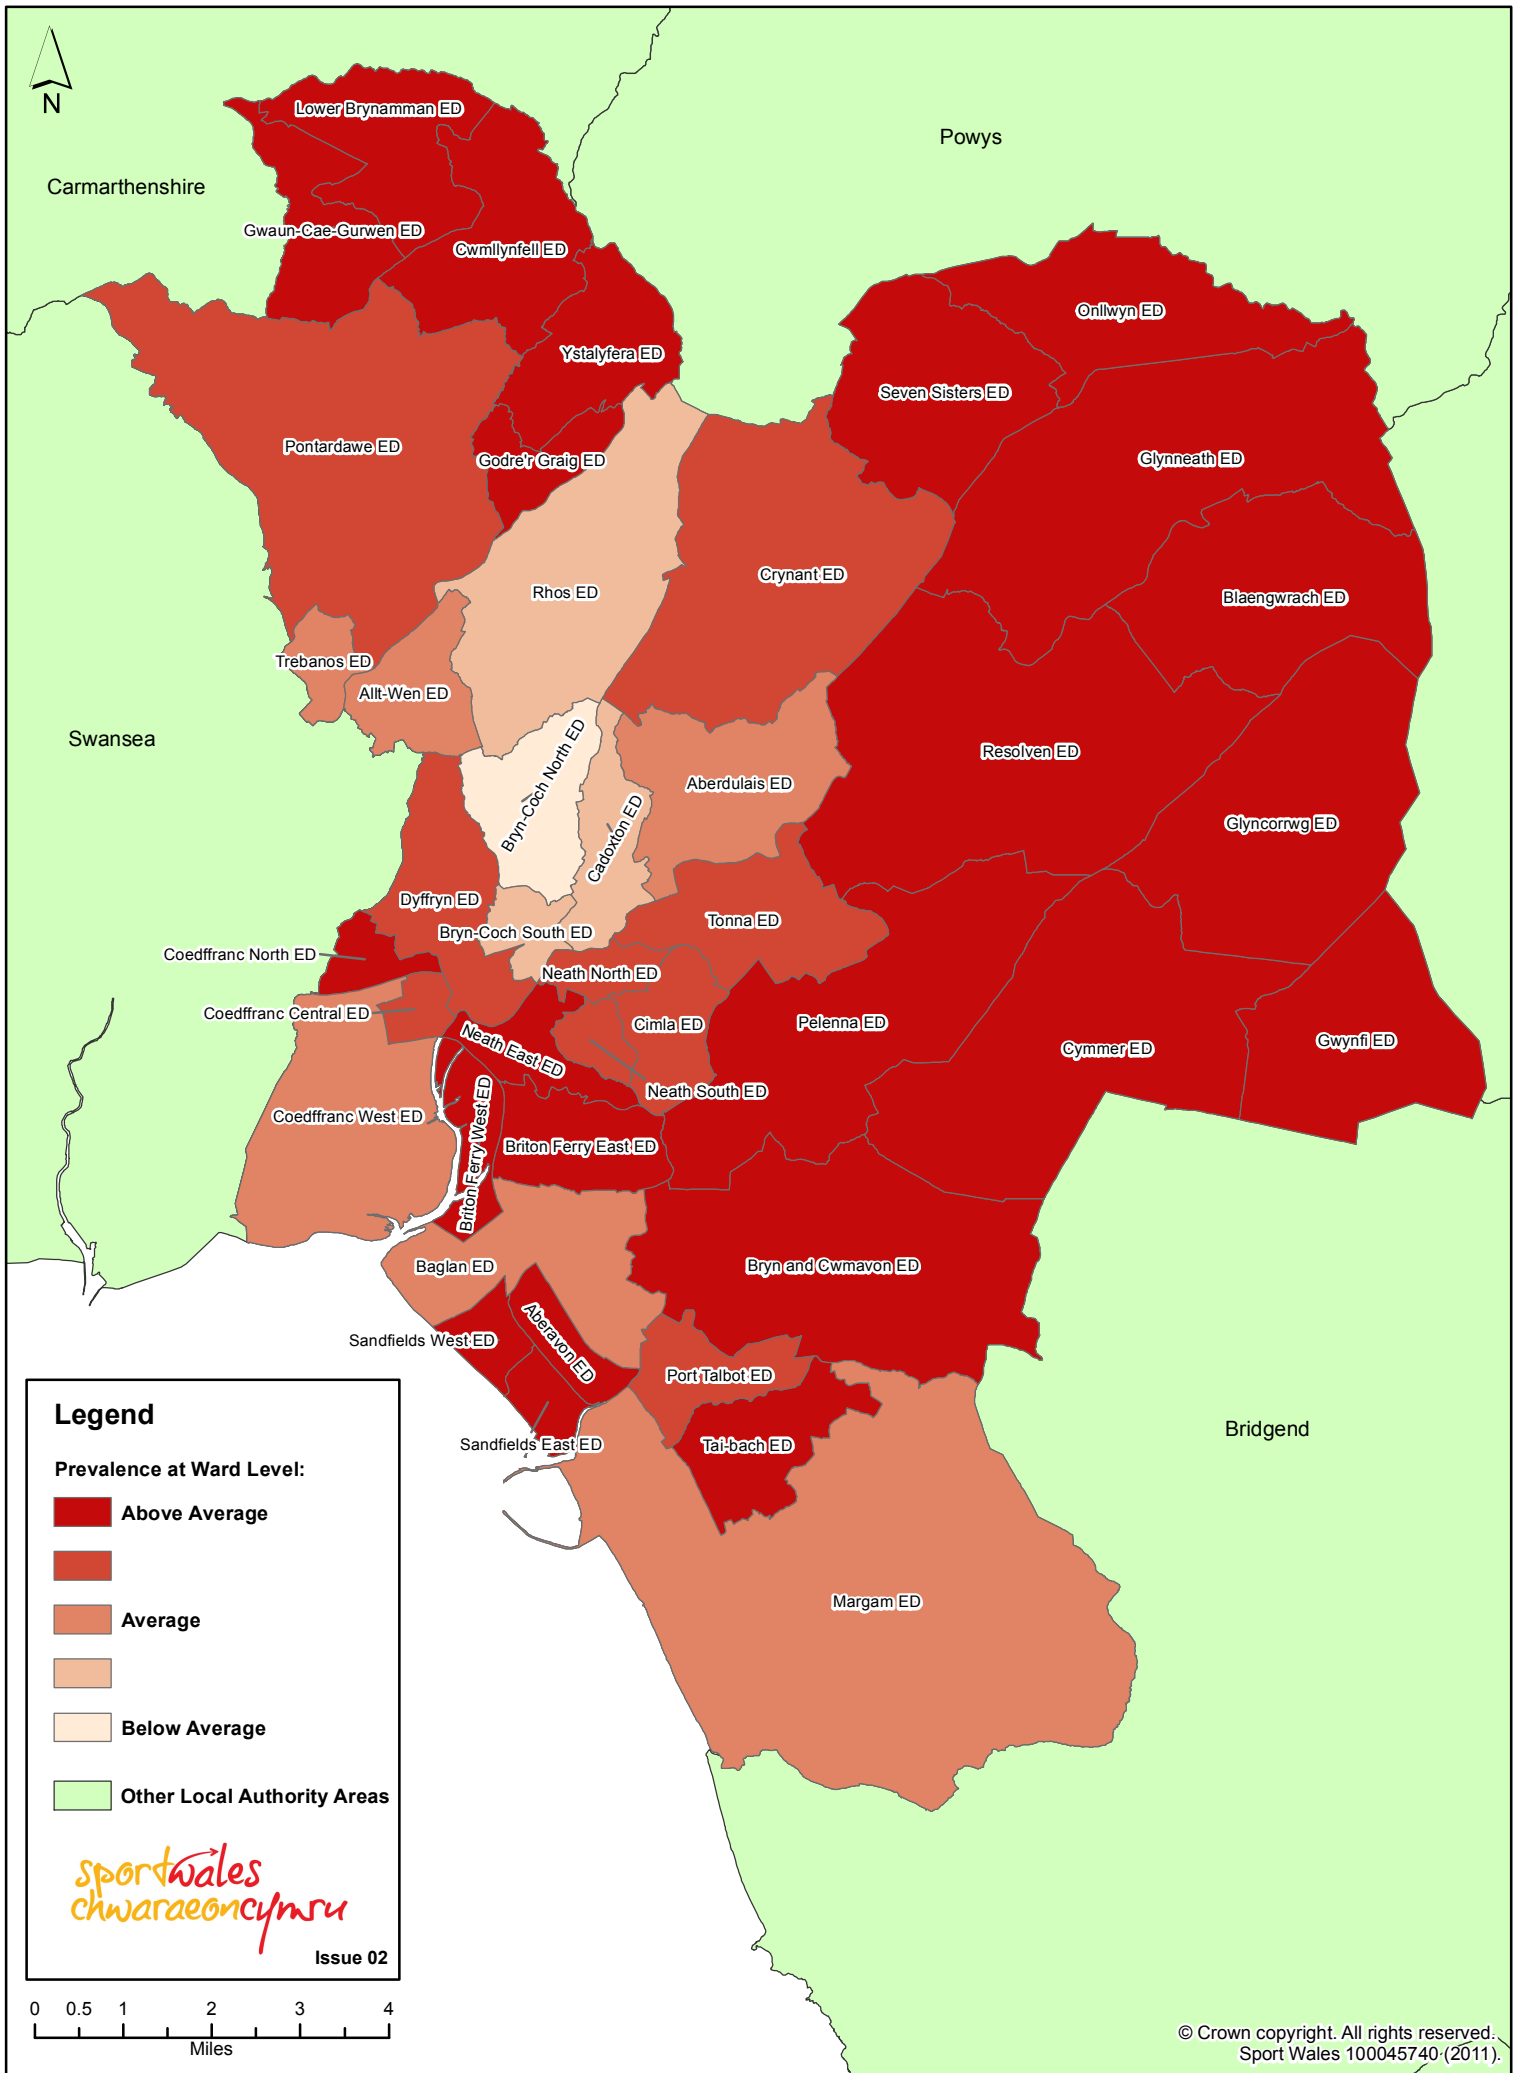 N
Lower Brynamman ED
Powys
Carmarthenshire
Gwaun-Cae-Gurwen ED
Cwmllynfell ED
Onllwyn ED
Ystalyfera ED
Seven Sisters ED
Pontardawe ED
Godre'r Graig ED
Glynneath ED
Crynant ED
Rhos ED
Blaengwrach ED
Trebanos ED
Allt-Wen ED
Swansea
Bryn-Coch North ED
Resolven ED
Aberdulais ED
Cadoxton ED
Glyncorrwg ED
Dyffryn ED
Tonna ED
Bryn-Coch South ED
Coedffranc North ED
Neath North ED
Coedffranc Central ED
Cimla ED
Pelenna ED
Neath East ED
Cymmer ED
Gwynfi ED
Neath South ED
Coedffranc West ED
Briton Ferry West ED
Briton Ferry East ED
Baglan ED
Bryn and Cwmavon ED
Sandfields West ED
Aberavon ED
Port Talbot ED
Sandfields East ED
Tai-bach ED
Bridgend
Margam ED
Legend
Prevalence at Ward Level:
Above Average
Average
Below Average
Other Local Authority Areas
sportwales
chwaraeoncymru
Issue 02
0 0.5 1 2 3 4
Miles
© Crown copyright. All rights reserved.
Sport Wales 100045740 (2011).